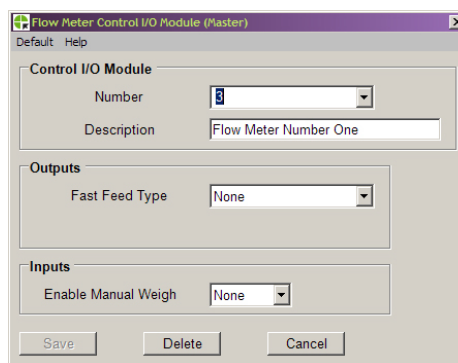 Flow Meter Control I/O Module (Master)
Default Help
Control I/O Module
Number 3
Description Flow Meter Number One
Outputs
Fast Feed Type None
Inputs
Enable Manual Weigh None
Save Delete Cancel